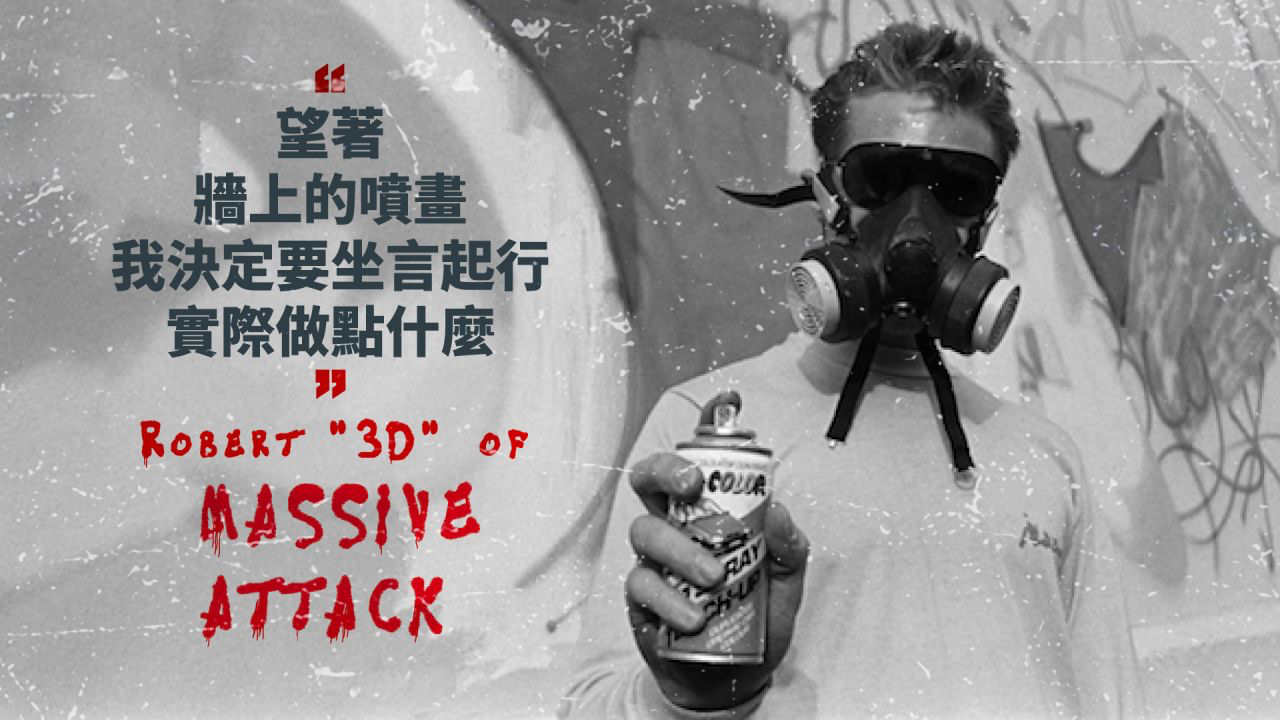 “
望著
牆上的噴畫
我決定要坐言起行
實際做點什麼
”
ROBERT "3D" OF
MASSIVE
ATTACK
COLOR